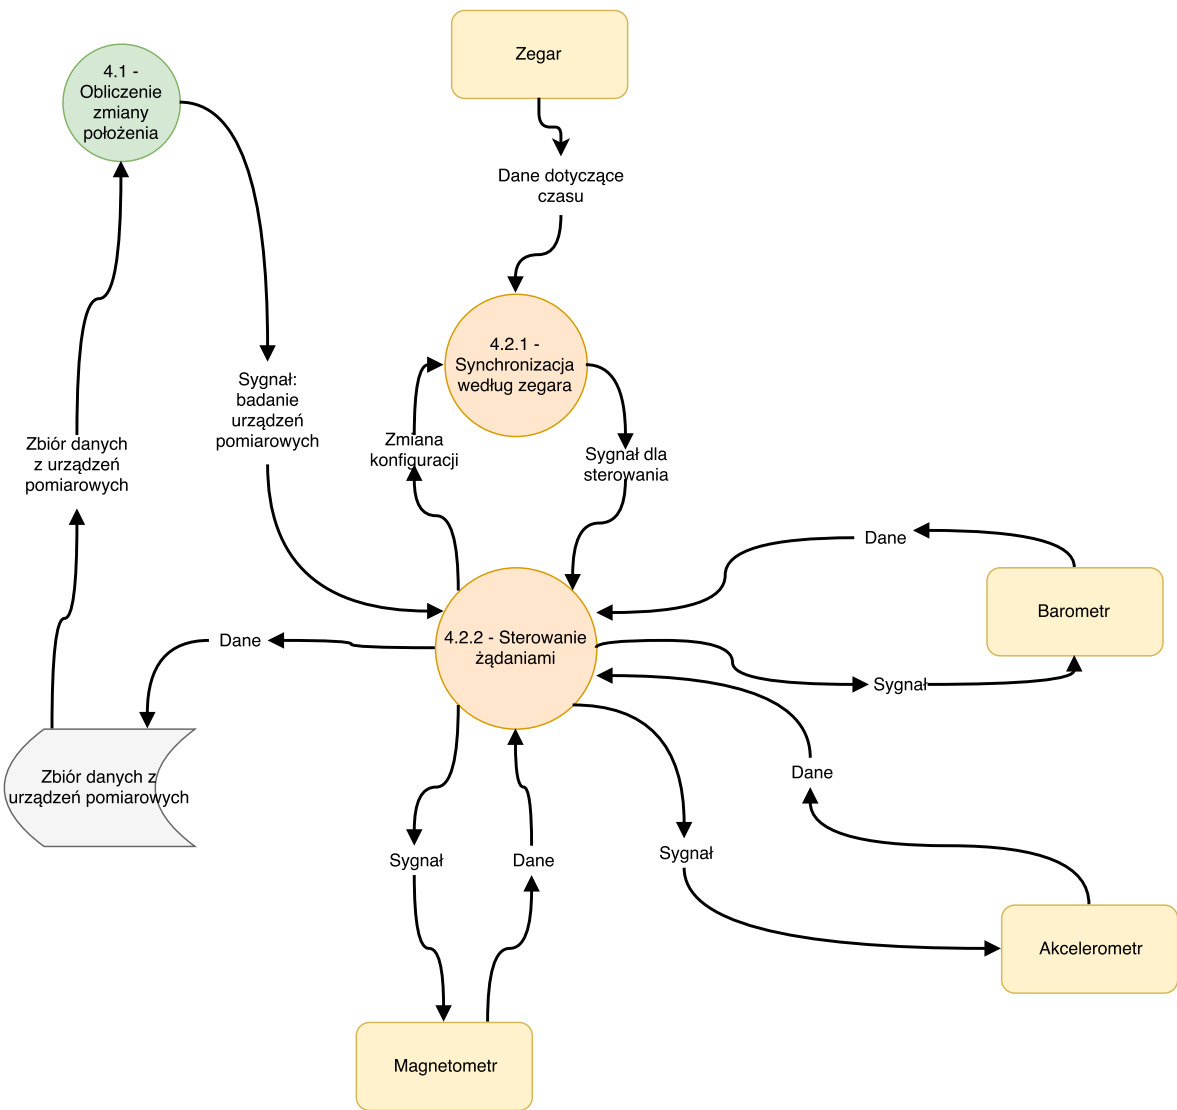 Zegar
4.1 -
Obliczenie
zmiany
położenia
Dane dotyczące
czasu
4.2.1 -
Synchronizacja
według zegara
Sygnał:
badanie
urządzeń
pomiarowych
Zbiór danych
z urządzeń
pomiarowych
Zmiana
konfiguracji
Sygnał dla
sterowania
Dane
Barometr
4.2.2 - Sterowanie
żądaniami
Dane
Sygnał
Zbiór danych z
urządzeń pomiarowych
Dane
Sygnał
Dane
Sygnał
Akcelerometr
Magnetometr